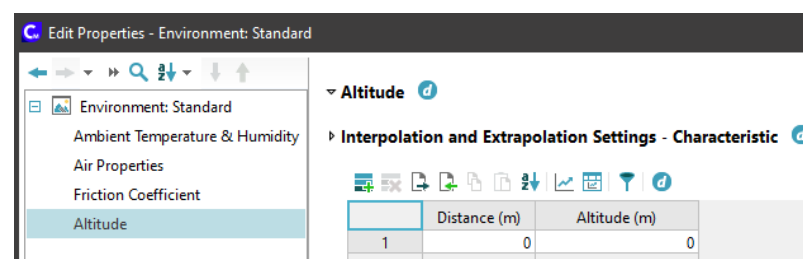 Edit Properties - Environment: Standard
Environment: Standard
Ambient Temperature & Humidity
Air Properties
Friction Coefficient
Altitude
Altitude
Interpolation and Extrapolation Settings - Characteristic
Distance (m) Altitude (m)
1 0 0